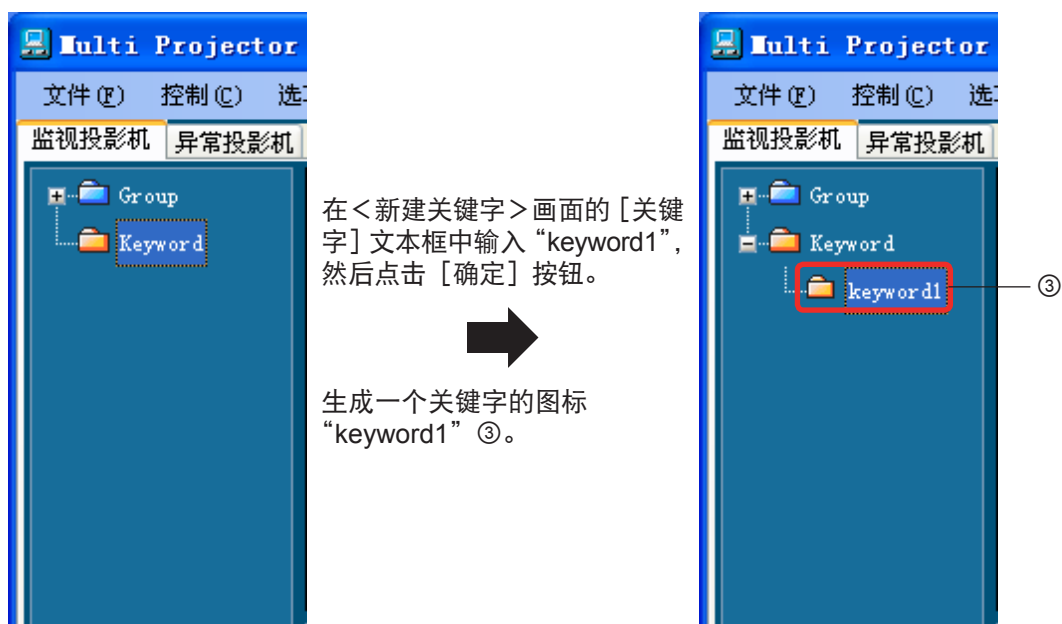 Multi Projector
文件(F) 控制(C)
监视投影机 异常投影机
Group
Keyword
在＜新建关键字＞画面的［关键
字］文本框中输入“keyword1”，
然后点击［确定］按钮。
生成一个关键字的图标
“keyword1”③。
Multi Projector
文件(F) 控制(C)
监视投影机 异常投影机
Group
Keyword
keyword1
③